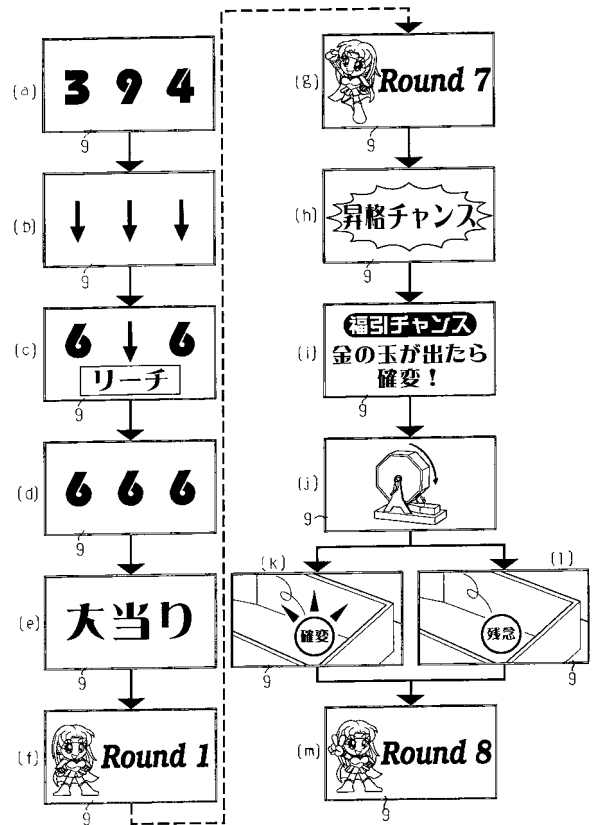 (a)
3 9 4
9
(b)
9
(c)
6 6
リーチ
9
(d)
6 6 6
9
(e)
大当り
9
(f)
Round 1
9
(g)
Round 7
9
(h)
昇格チャンス
9
(i)
福引チャンス
金の玉が出たら
確変！
9
(j)
9
(k)
確変
9
(l)
残念
9
(m)
Round 8
9